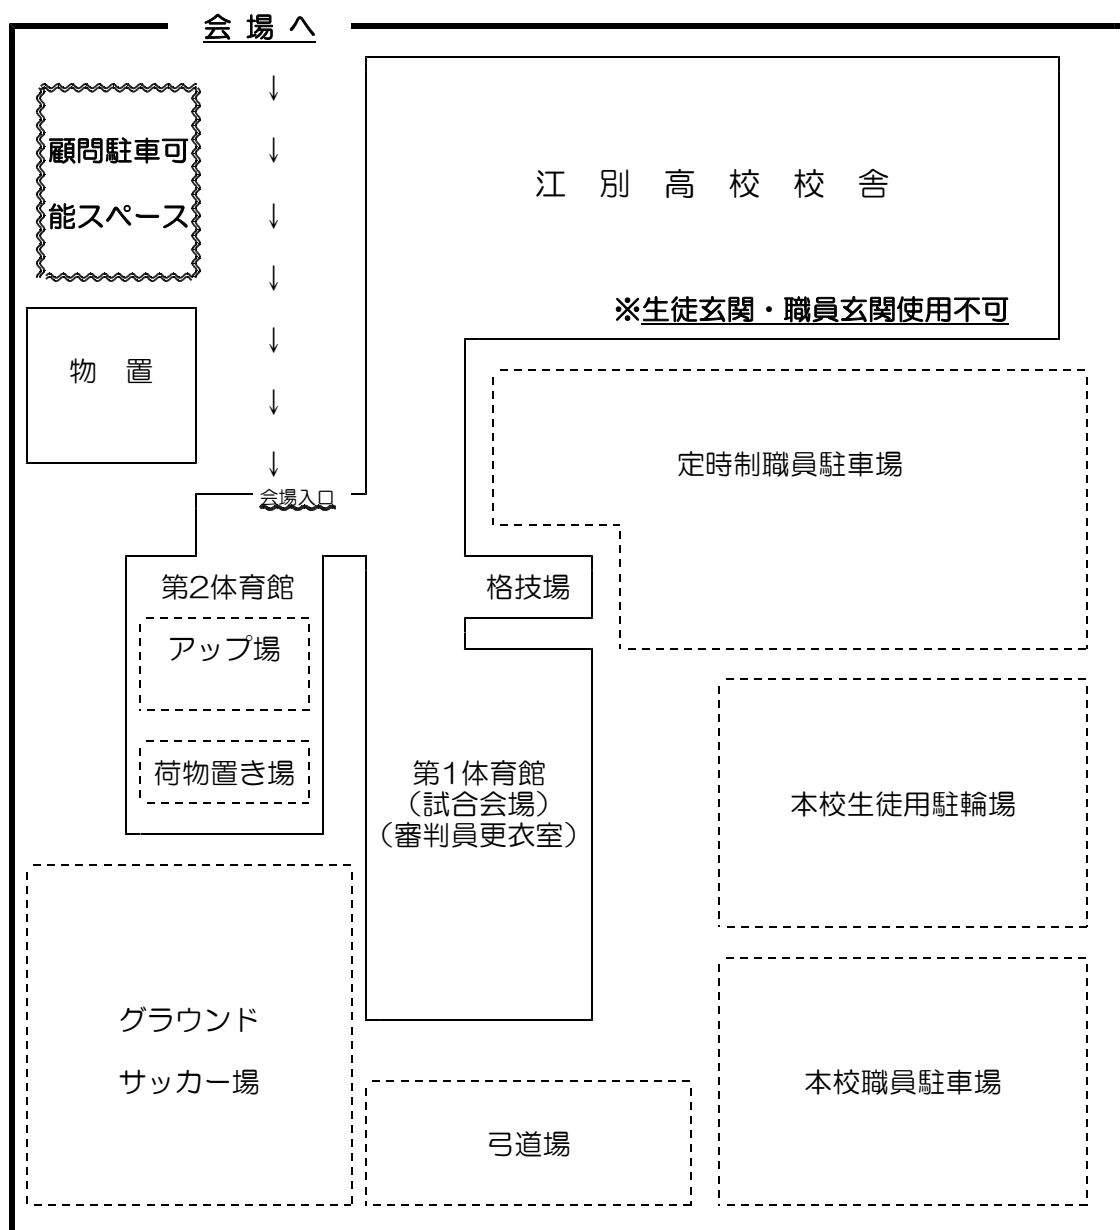 会 場 へ
↓
↓
↓
↓
↓
↓
↓
顧問駐車可
能スペース
江 別 高 校 校 舎
※生徒玄関・職員玄関使用不可
物 置
定時制職員駐車場
会場入口
第2体育館
格技場
アップ場
荷物置き場
第1体育館
（試合会場）
（審判員更衣室）
本校生徒用駐輪場
グラウンド
サッカー場
本校職員駐車場
弓道場